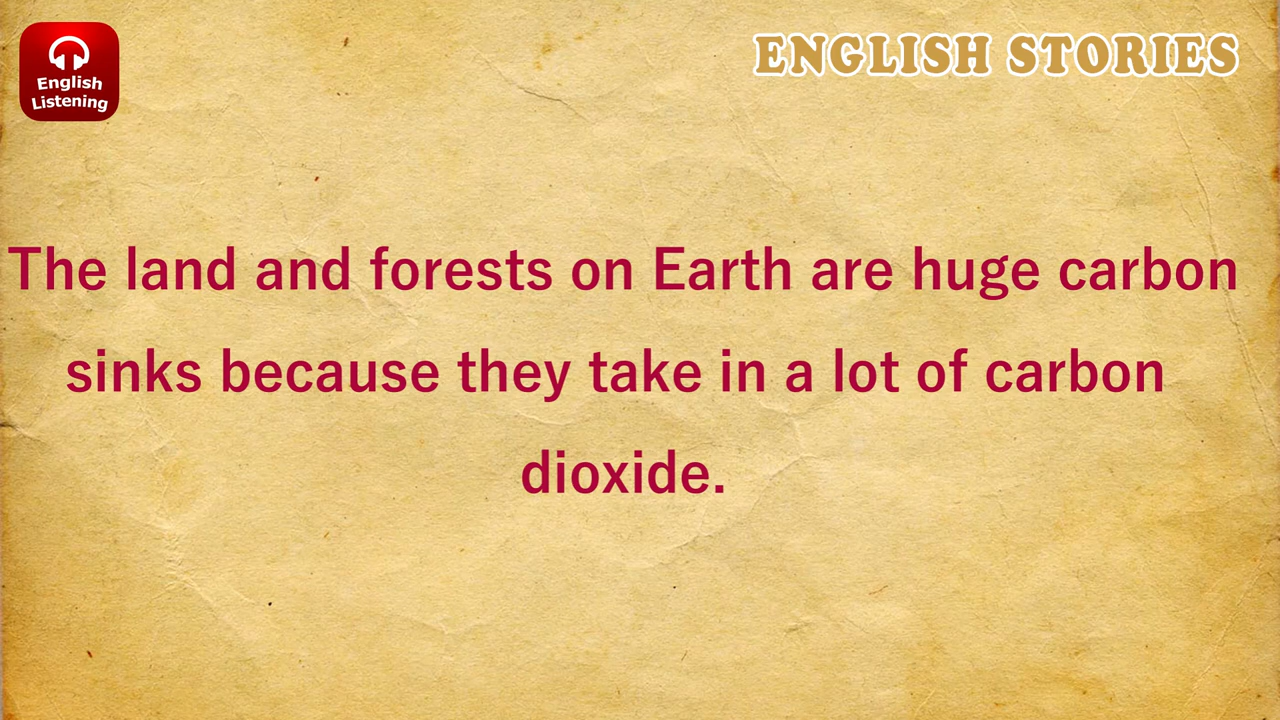 English
Listening
ENGLISH STORIES
The land and forests on Earth are huge carbon
sinks because they take in a lot of carbon
dioxide.